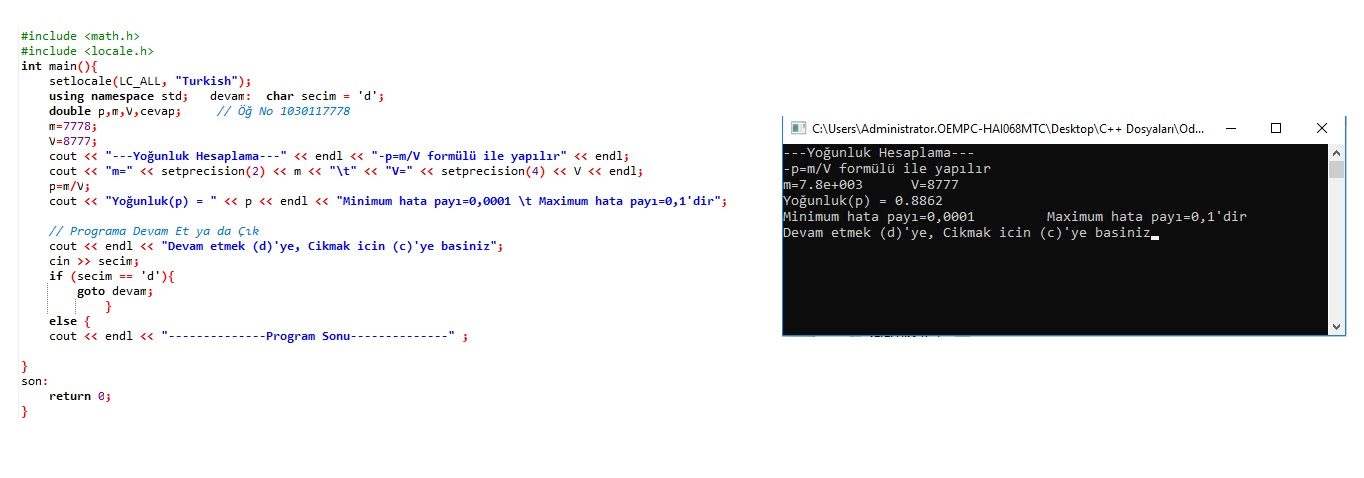 #include <math.h>
#include <locale.h>
int main(){
setlocale(LC_ALL, "Turkish");
using namespace std;   devam:  char secim = 'd';
double p,m,V,cevap;     // Öğ No 1030117778
m=7778;
V=8777;
cout << "---Yoğunluk Hesaplama---" << endl << "-p=m/V formülü ile yapılır" << endl;
cout << "m=" << setprecision(2) << m << "\t" << "V=" << setprecision(4) << V << endl;
p=m/V;
cout << "Yoğunluk(p) = " << p << endl << "Minimum hata payı=0,0001 \t Maximum hata payı=0,1'dir";
// Programa Devam Et ya da Çık
cout << endl << "Devam etmek (d)'ye, Cikmak icin (c)'ye basiniz";
cin >> secim;
if (secim == 'd'){
goto devam;
}
else {
cout << endl << "--------------Program Sonu--------------" ;
}
son:
return 0;
}
C:\Users\Administrator.OEMPC-HAI068MTC\Desktop\C++ Dosyaları\Od...
---Yoğunluk Hesaplama---
-p=m/V formülü ile yapılır
m=7.8e+003      V=8777
Yoğunluk(p) = 0.8862
Minimum hata payı=0,0001         Maximum hata payı=0,1'dir
Devam etmek (d)'ye, Cikmak icin (c)'ye basiniz